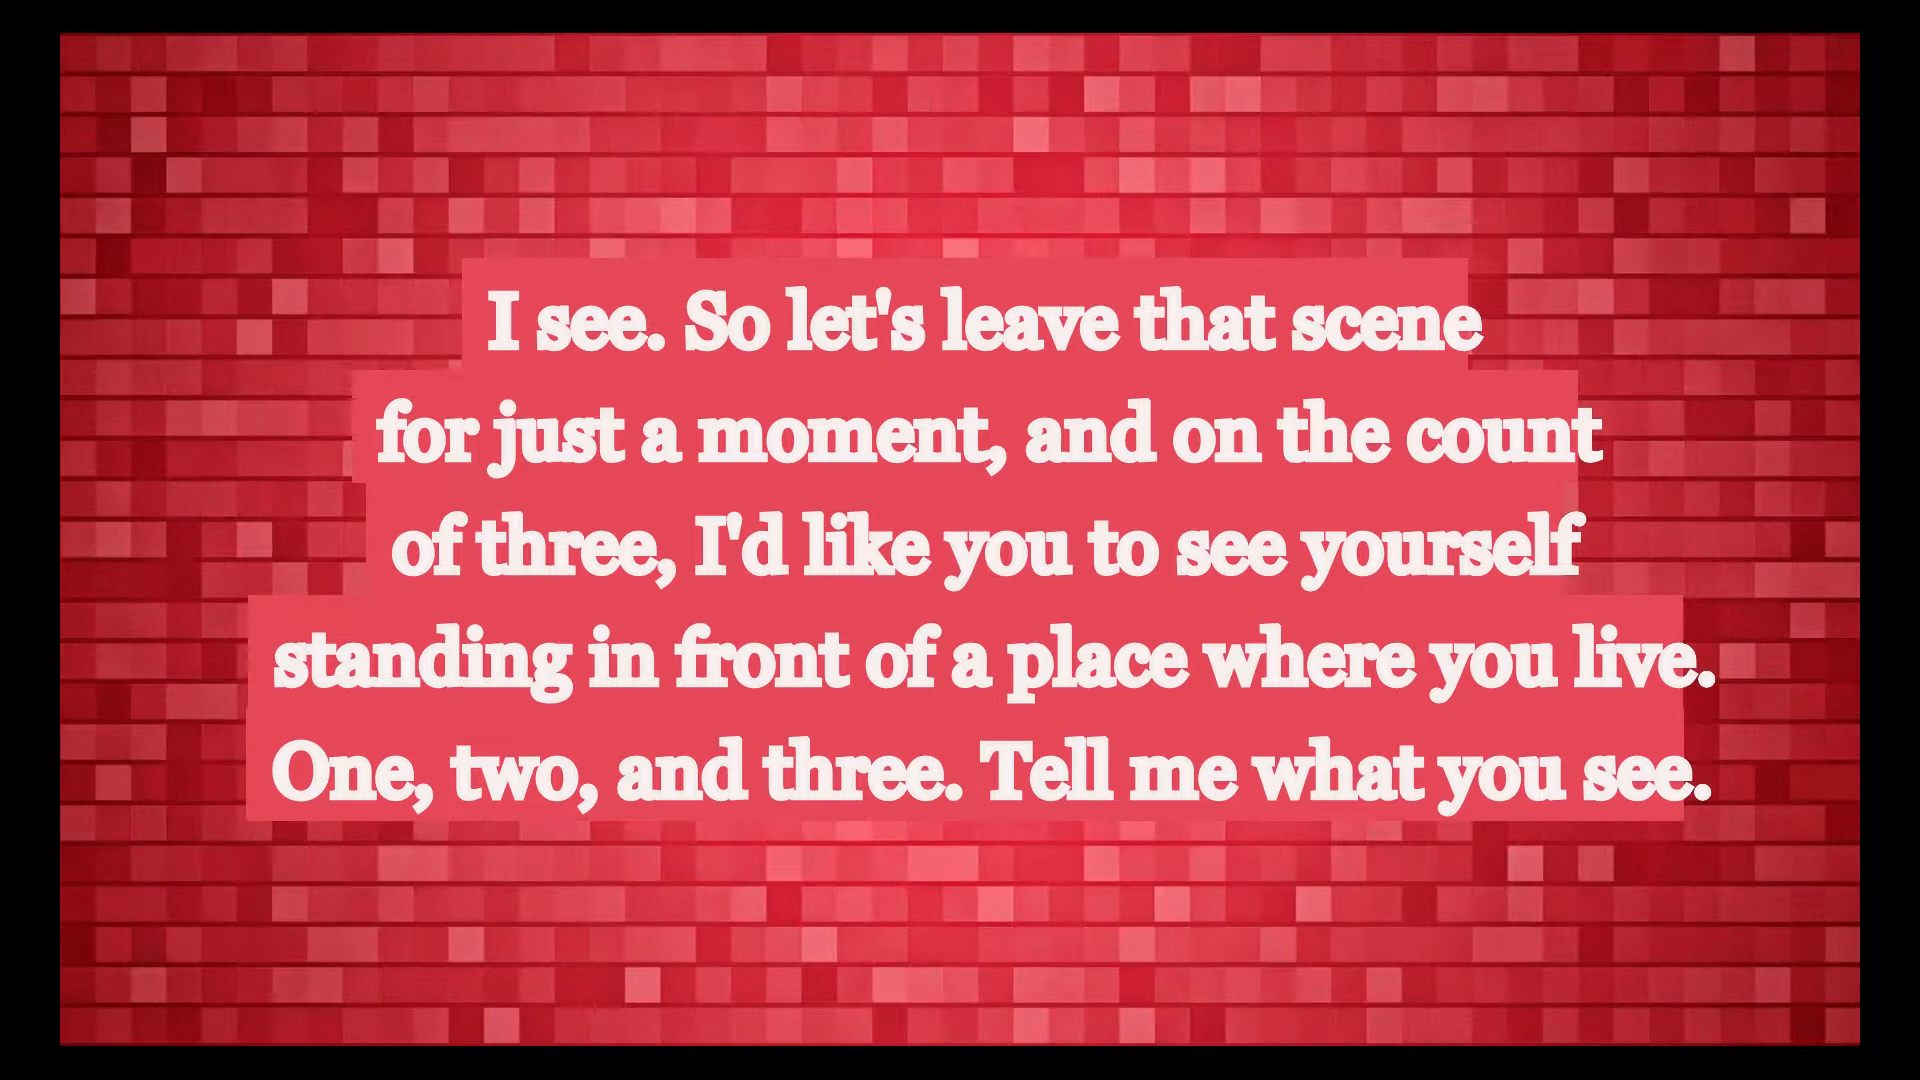 I see. So let's leave that scene
for just a moment, and on the count
of three, I'd like you to see yourself
standing in front of a place where you live.
One, two, and three. Tell me what you see.